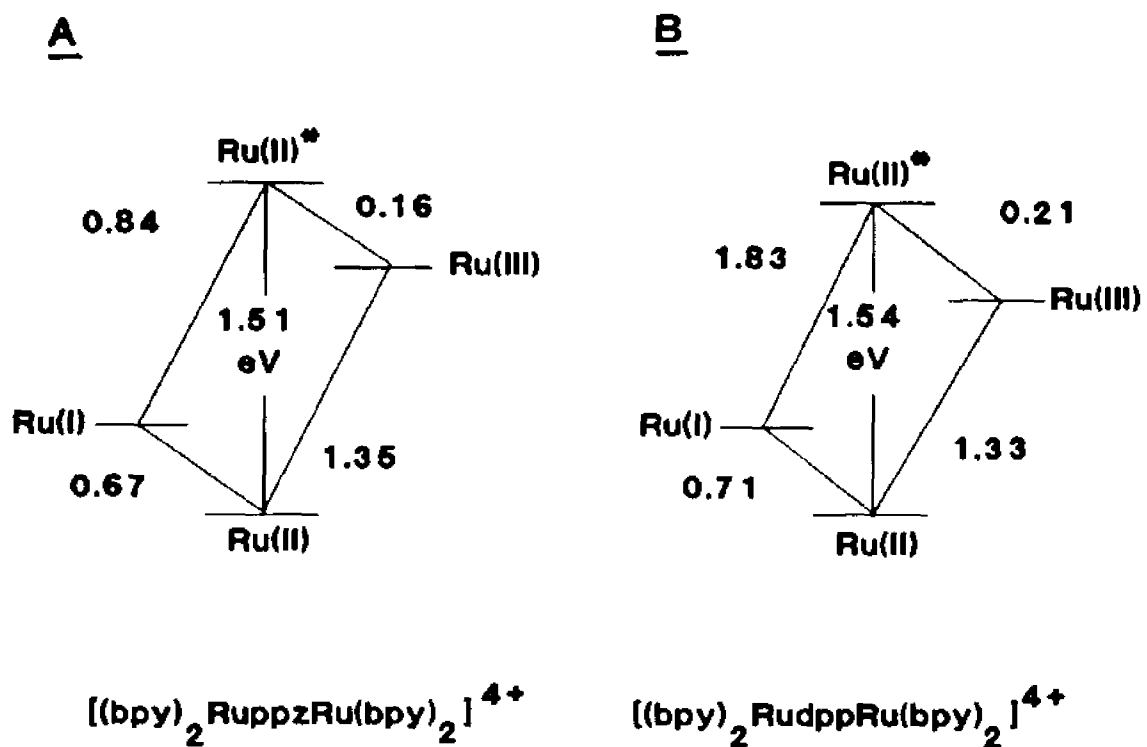 A
Ru(II)*
0.84
0.16
Ru(III)
1.51
eV
Ru(I)
0.67
1.35
Ru(II)
[(bpy)₂RuppzRu(bpy)₂]⁴⁺
B
Ru(II)*
1.83
0.21
Ru(III)
1.54
eV
Ru(I)
0.71
1.33
Ru(II)
[(bpy)₂RudppRu(bpy)₂]⁴⁺